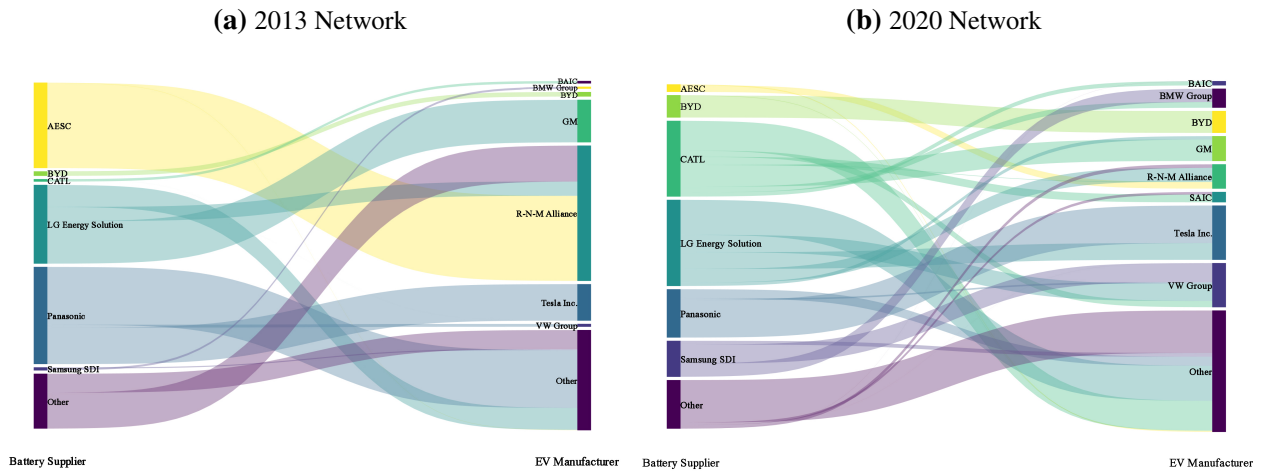 (a) 2013 Network
AESC
BYD
CATL
LG Energy Solution
Panasonic
Samsung SDI
Other
BAIC
BMW Group
BYD
GM
R-N-M Alliance
Tesla Inc.
VW Group
Other
Battery Supplier
EV Manufacturer
(b) 2020 Network
AESC
BYD
CATL
LG Energy Solution
Panasonic
Samsung SDI
Other
BAIC
BMW Group
BYD
GM
R-N-M Alliance
SAIC
Tesla Inc.
VW Group
Other
Battery Supplier
EV Manufacturer